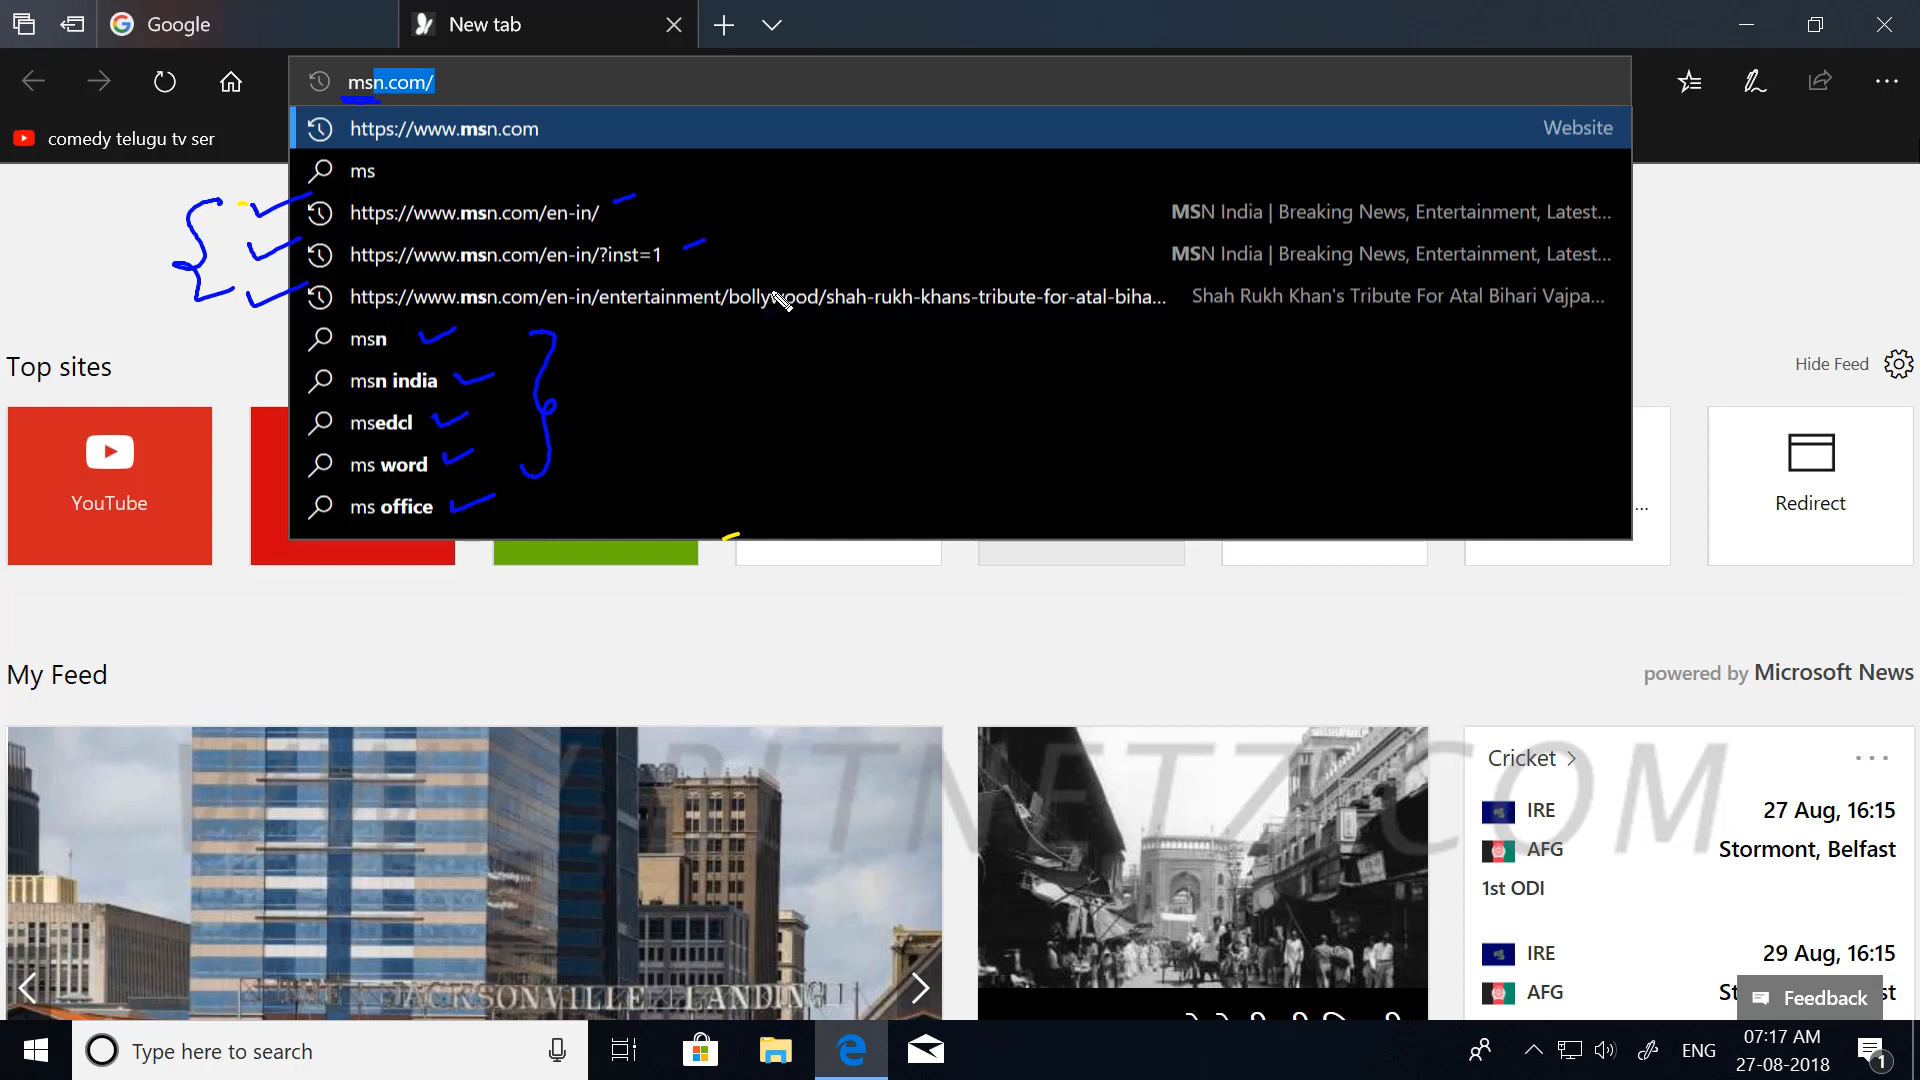 Google
New tab
msn.com/
comedy telugu tv ser
https://www.msn.com Website
ms
https://www.msn.com/en-in/ MSN India | Breaking News, Entertainment, Latest...
https://www.msn.com/en-in/?inst=1 MSN India | Breaking News, Entertainment, Latest...
https://www.msn.com/en-in/entertainment/bollywood/shah-rukh-khans-tribute-for-atal-biha... Shah Rukh Khan's Tribute For Atal Bihari Vajpa...
msn
msn india
msedcl
ms word
ms office
Top sites
Hide Feed
YouTube
...
Redirect
My Feed
powered by Microsoft News
JACKSONVILLE LANDING
Cricket
IRE 27 Aug, 16:15
AFG Stormont, Belfast
1st ODI
IRE 29 Aug, 16:15
AFG
Feedback
Type here to search
ENG
07:17 AM
27-08-2018
1